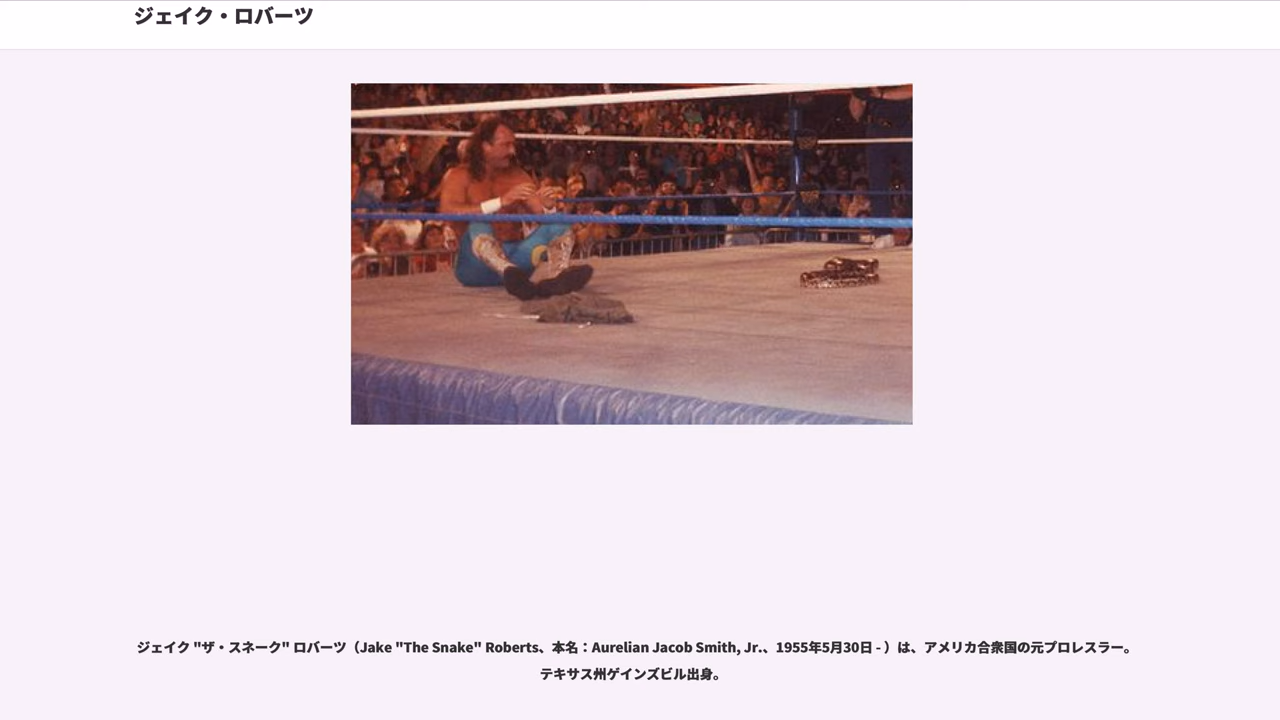 ジェイク・ロバーツ
ジェイク "ザ・スネーク" ロバーツ（Jake "The Snake" Roberts、本名：Aurelian Jacob Smith, Jr.、1955年5月30日 - ）は、アメリカ合衆国の元プロレスラー。
テキサス州ゲインズビル出身。